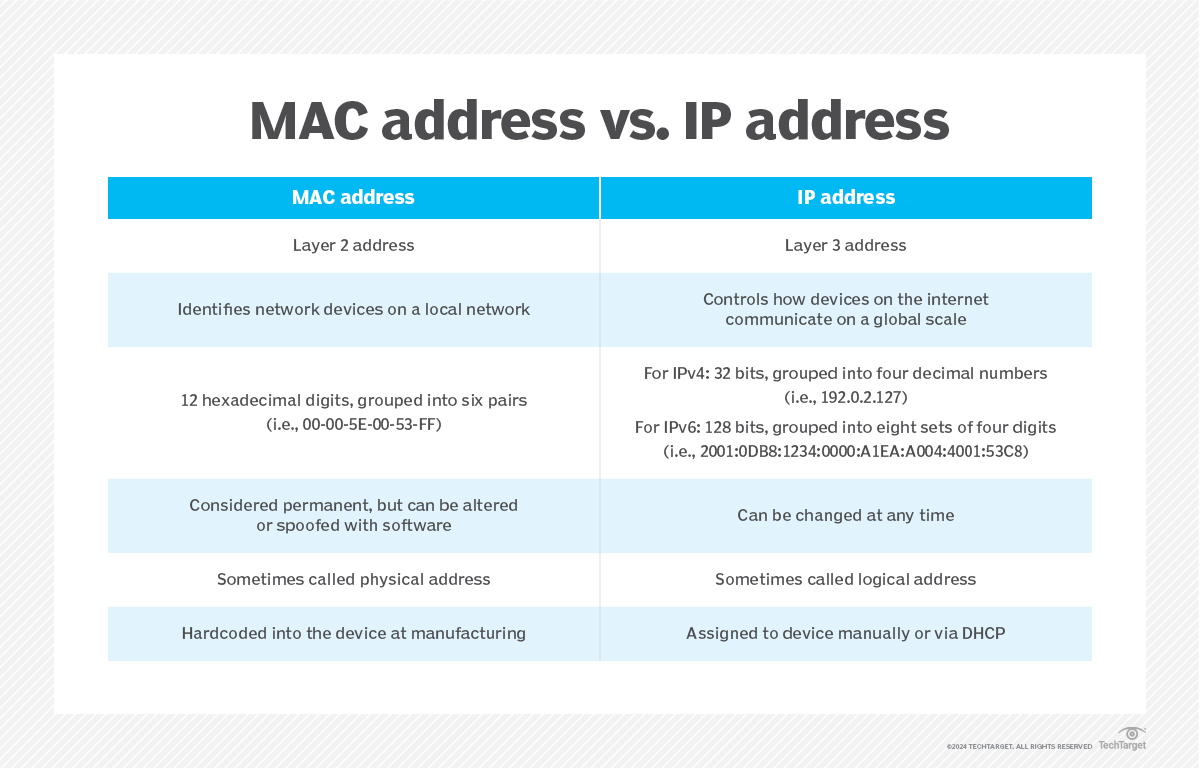 MAC address vs. IP address
MAC address
IP address
Layer 2 address
Layer 3 address
Identifies network devices on a local network
Controls how devices on the internet
communicate on a global scale
12 hexadecimal digits, grouped into six pairs
(i.e., 00-00-5E-00-53-FF)
For IPv4: 32 bits, grouped into four decimal numbers
(i.e., 192.0.2.127)
For IPv6: 128 bits, grouped into eight sets of four digits
(i.e., 2001:0DB8:1234:0000:A1EA:A004:4001:53C8)
Considered permanent, but can be altered
or spoofed with software
Can be changed at any time
Sometimes called physical address
Sometimes called logical address
Hardcoded into the device at manufacturing
Assigned to device manually or via DHCP
©2024 TECHTARGET. ALL RIGHTS RESERVED
TechTarget